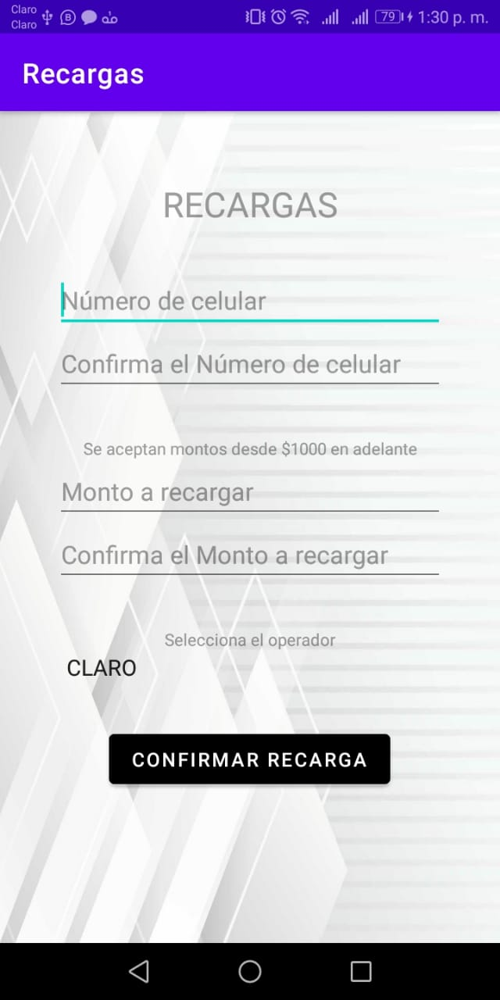 Claro
Claro
79
1:30 p. m.
Recargas
RECARGAS
Número de celular
Confirma el Número de celular
Se aceptan montos desde $1000 en adelante
Monto a recargar
Confirma el Monto a recargar
Selecciona el operador
CLARO
CONFIRMAR RECARGA